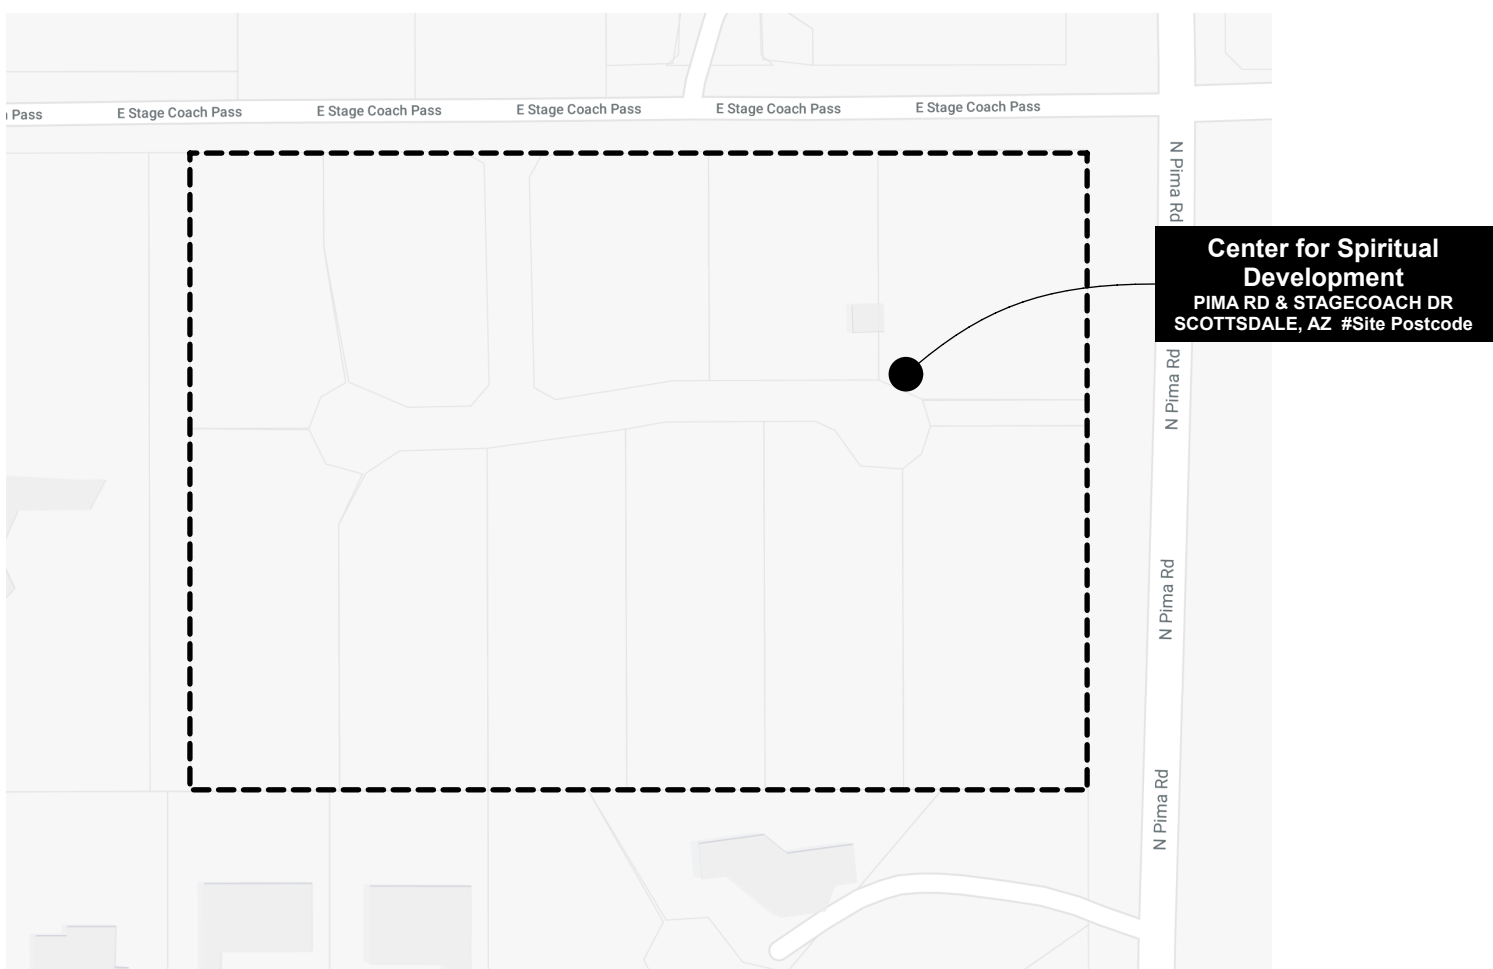 Pass
E Stage Coach Pass
E Stage Coach Pass
E Stage Coach Pass
E Stage Coach Pass
E Stage Coach Pass
N Pima Rd
Center for Spiritual
Development
PIMA RD & STAGECOACH DR
SCOTTSDALE, AZ #Site Postcode
N Pima Rd
N Pima Rd
N Pima Rd